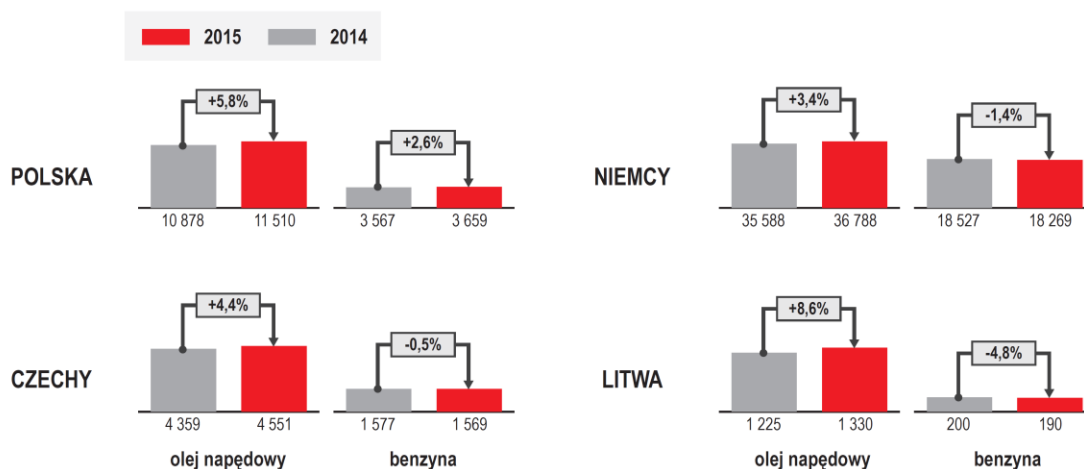 2015 2014
POLSKA
+5,8%
10 878 11 510
+2,6%
3 567 3 659
NIEMCY
+3,4%
35 588 36 788
-1,4%
18 527 18 269
CZECHY
+4,4%
4 359 4 551
-0,5%
1 577 1 569
LITWA
+8,6%
1 225 1 330
-4,8%
200 190
olej napędowy benzyna
olej napędowy benzyna